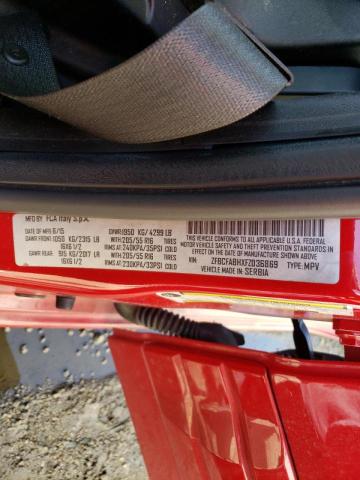 MFD BY FCA Italy S.p.A.
DATE OF MFR 6/15 GVWR 1950 KG/4299 LB
GAWR FRONT: 1050 KG/2315 LB WITH 205/55 R16 TIRES
16X6 1/2 AT 240KPA/35PSI COLD
GAWR REAR: 915 KG/2017 LB WITH 205/55 R16 TIRES
16X6 1/2 AT 230KPA/33PSI COLD
THIS VEHICLE CONFORMS TO ALL APPLICABLE U.S.A. FEDERAL
MOTOR VEHICLE SAFETY, BUMPER, AND THEFT PREVENTION STANDARDS
IN EFFECT ON THE DATE OF MANUFACTURE SHOWN ABOVE.
VIN: ZFBCFABHXFZ036869 TYPE: MPV
VEHICLE MADE IN SERBIA